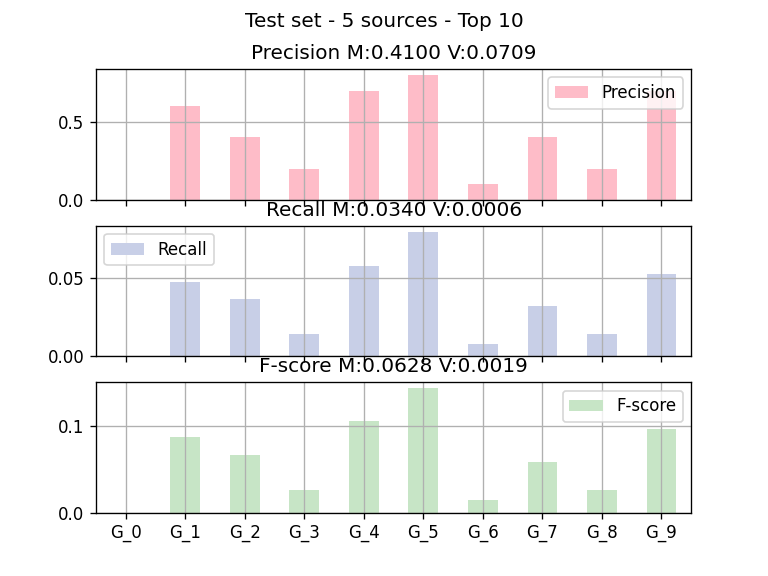 Test set - 5 sources - Top 10
Precision M:0.4100 V:0.0709
Precision
0.5
0.0
Recall M:0.0340 V:0.0006
Recall
0.05
0.00
F-score M:0.0628 V:0.0019
F-score
0.1
0.0
G_0 G_1 G_2 G_3 G_4 G_5 G_6 G_7 G_8 G_9